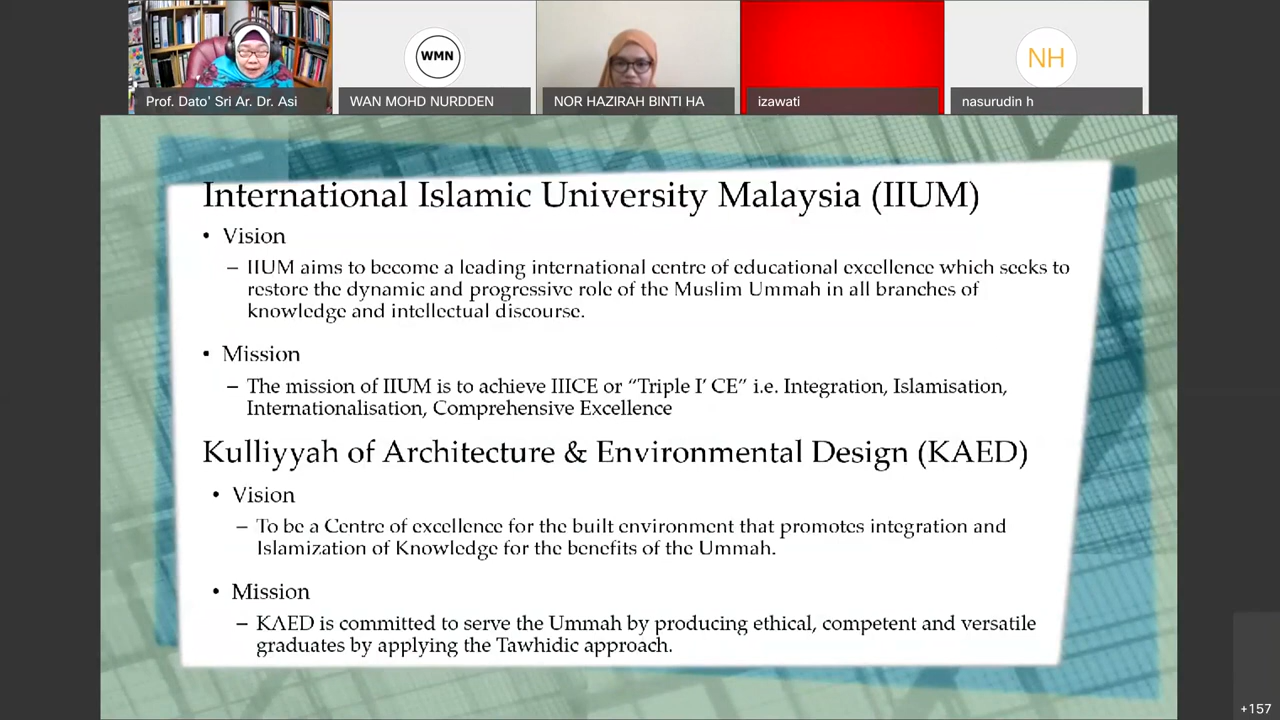 WMN
NH
Prof. Dato' Sri Ar. Dr. Asi
WAN MOHD NURDDEN
NOR HAZIRAH BINTI HA
izawati
nasurudin h
International Islamic University Malaysia (IIUM)
• Vision
– IIUM aims to become a leading international centre of educational excellence which seeks to
restore the dynamic and progressive role of the Muslim Ummah in all branches of
knowledge and intellectual discourse.
• Mission
– The mission of IIUM is to achieve IIICE or “Triple I’ CE” i.e. Integration, Islamisation,
Internationalisation, Comprehensive Excellence
Kulliyyah of Architecture & Environmental Design (KAED)
• Vision
– To be a Centre of excellence for the built environment that promotes integration and
Islamization of Knowledge for the benefits of the Ummah.
• Mission
– KAED is committed to serve the Ummah by producing ethical, competent and versatile
graduates by applying the Tawhidic approach.
+157